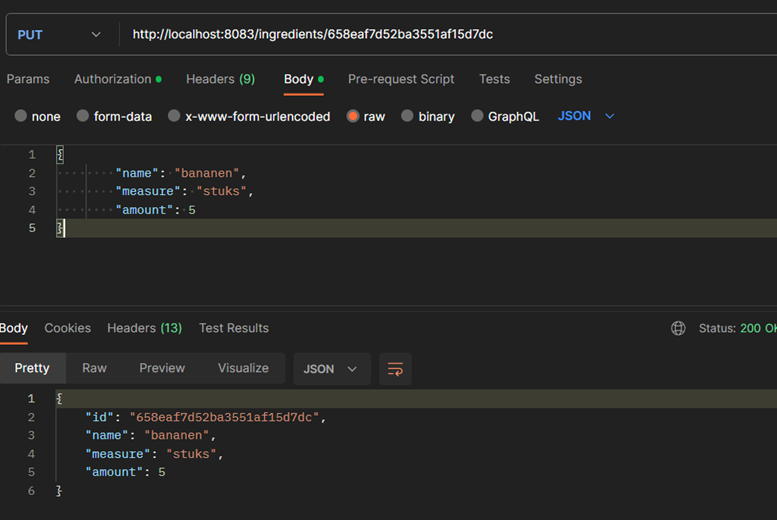 PUT http://localhost:8083/ingredients/658eaf7d52ba3551af15d7dc
Params Authorization Headers (9) Body Pre-request Script Tests Settings
none form-data x-www-form-urlencoded raw binary GraphQL JSON
1 {
2 "name": "bananen",
3 "measure": "stuks",
4 "amount": 5
5 }
Body Cookies Headers (13) Test Results Status: 200 OK
Pretty Raw Preview Visualize JSON
1 {
2 "id": "658eaf7d52ba3551af15d7dc",
3 "name": "bananen",
4 "measure": "stuks",
5 "amount": 5
6 }